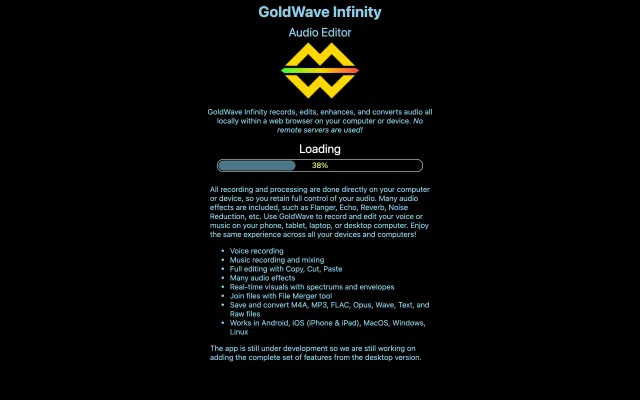 GoldWave Infinity
Audio Editor
GoldWave Infinity records, edits, enhances, and converts audio all
locally within a web browser on your computer or device. No
remote servers are used!
Loading
38%
All recording and processing are done directly on your computer
or device, so you retain full control of your audio. Many audio
effects are included, such as Flanger, Echo, Reverb, Noise
Reduction, etc. Use GoldWave to record and edit your voice or
music on your phone, tablet, laptop, or desktop computer. Enjoy
the same experience across all your devices and computers!
• Voice recording
• Music recording and mixing
• Full editing with Copy, Cut, Paste
• Many audio effects
• Real-time visuals with spectrums and envelopes
• Join files with File Merger tool
• Save and convert M4A, MP3, FLAC, Opus, Wave, Text, and
Raw files
• Works in Android, iOS (iPhone & iPad), MacOS, Windows,
Linux
The app is still under development so we are still working on
adding the complete set of features from the desktop version.